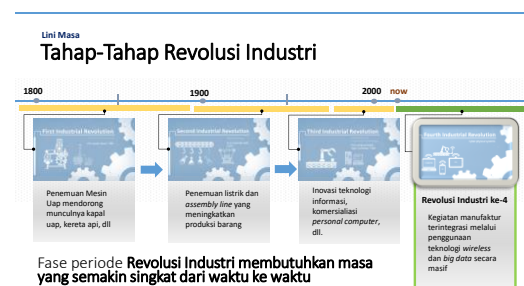 Lini Masa
Tahap-Tahap Revolusi Industri
1800
1900
2000
now
First Industrial Revolution
Second Industrial Revolution
Third Industrial Revolution
Fourth Industrial Revolution
Penemuan Mesin
Uap mendorong
munculnya kapal
uap, kereta api, dll
Penemuan listrik dan
assembly line yang
meningkatkan
produksi barang
Inovasi teknologi
informasi,
komersialiasi
personal computer,
dll.
Revolusi Industri ke-4
Kegiatan manufaktur
terintegrasi melalui
penggunaan
teknologi wireless
dan big data secara
masif
Fase periode Revolusi Industri membutuhkan masa
yang semakin singkat dari waktu ke waktu